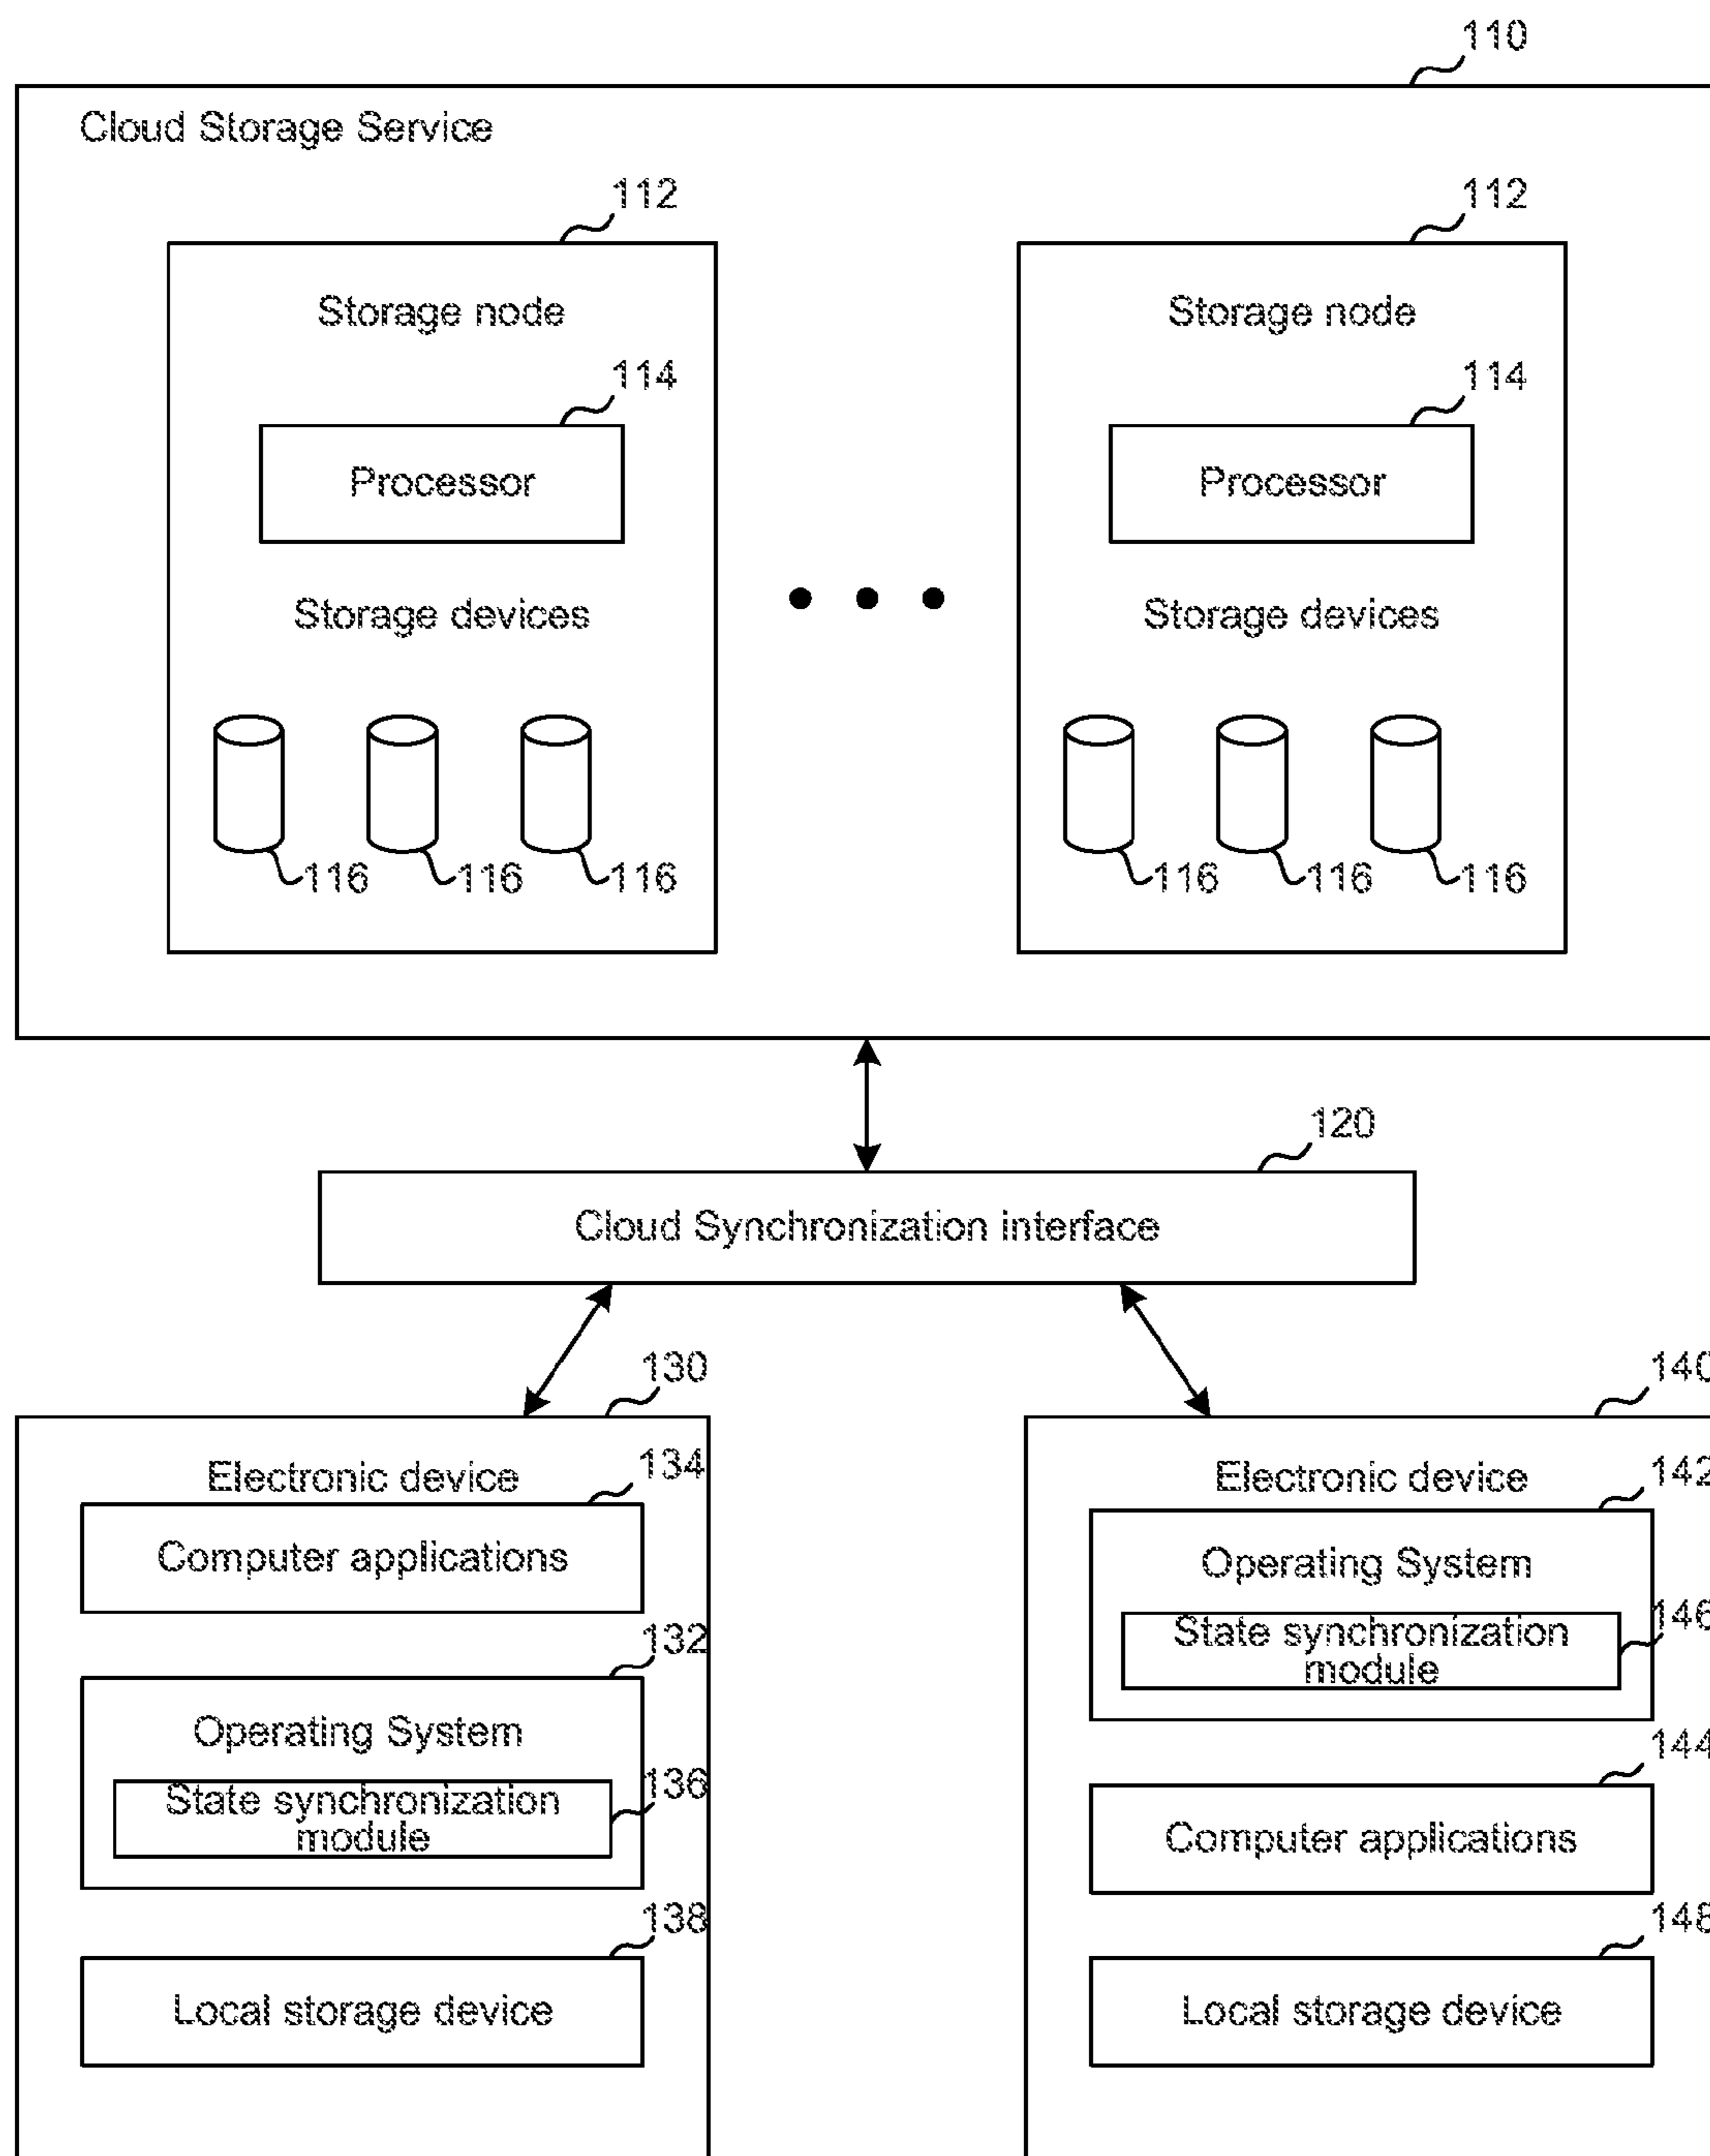 110
Cloud Storage Service
112
112
Storage node
Storage node
114
114
Processor
Processor
Storage devices
Storage devices
116
116
116
116
116
116
120
Cloud Synchronization interface
130
140
Electronic device
134
Computer applications
132
Operating System
136
State synchronization
module
138
Local storage device
Electronic device
142
Operating System
146
State synchronization
module
144
Computer applications
148
Local storage device